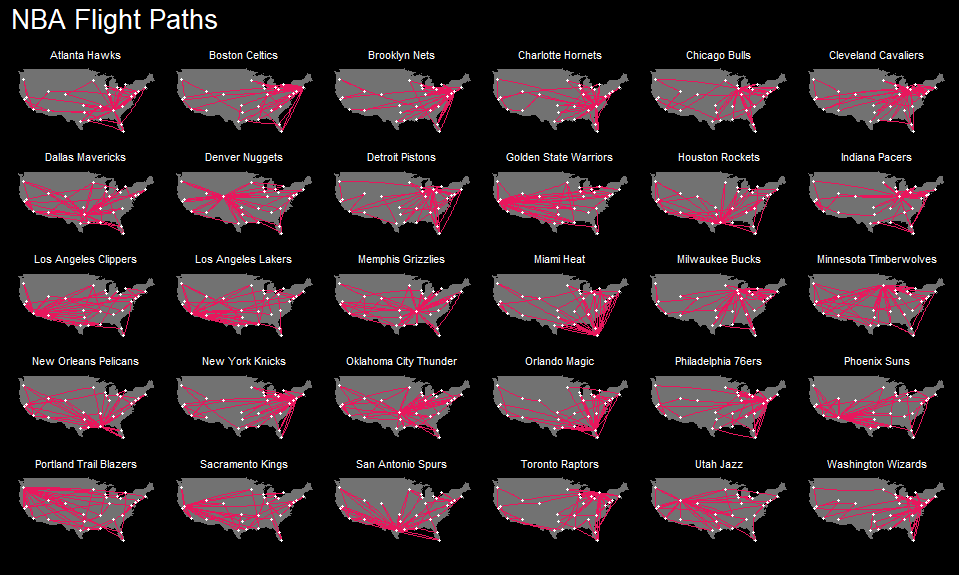 NBA Flight Paths
Atlanta Hawks
Boston Celtics
Brooklyn Nets
Charlotte Hornets
Chicago Bulls
Cleveland Cavaliers
Dallas Mavericks
Denver Nuggets
Detroit Pistons
Golden State Warriors
Houston Rockets
Indiana Pacers
Los Angeles Clippers
Los Angeles Lakers
Memphis Grizzlies
Miami Heat
Milwaukee Bucks
Minnesota Timberwolves
New Orleans Pelicans
New York Knicks
Oklahoma City Thunder
Orlando Magic
Philadelphia 76ers
Phoenix Suns
Portland Trail Blazers
Sacramento Kings
San Antonio Spurs
Toronto Raptors
Utah Jazz
Washington Wizards